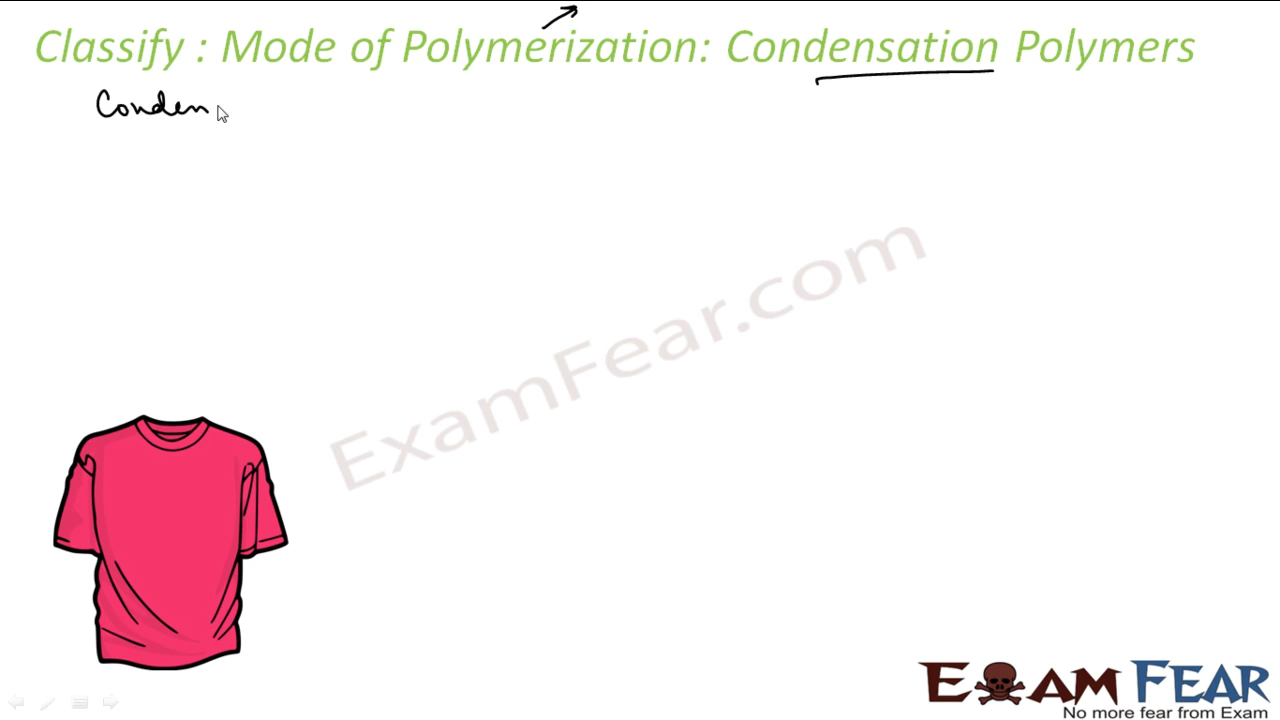 Classify : Mode of Polymerization: Condensation Polymers
Conden
ExamFear.com
EXAM FEAR
No more fear from Exam